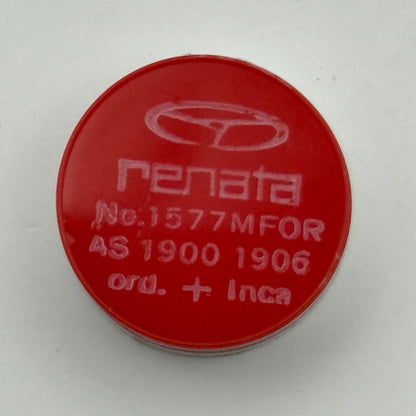 renata
No.1577MFOR
AS 1900 1906
ord. + Inca